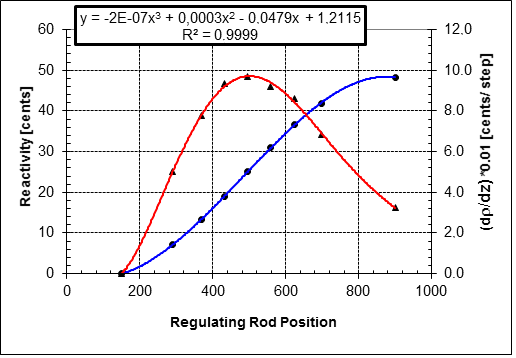 y = -2E-07x³ + 0,0003x² - 0,0479x + 1,2115
R² = 0.9999
60
50
40
30
20
10
0
Reactivity [cents]
12.0
10.0
8.0
6.0
4.0
2.0
0.0
(dρ/dz)*0.01 [cents/ step]
0 200 400 600 800 1000
Regulating Rod Position